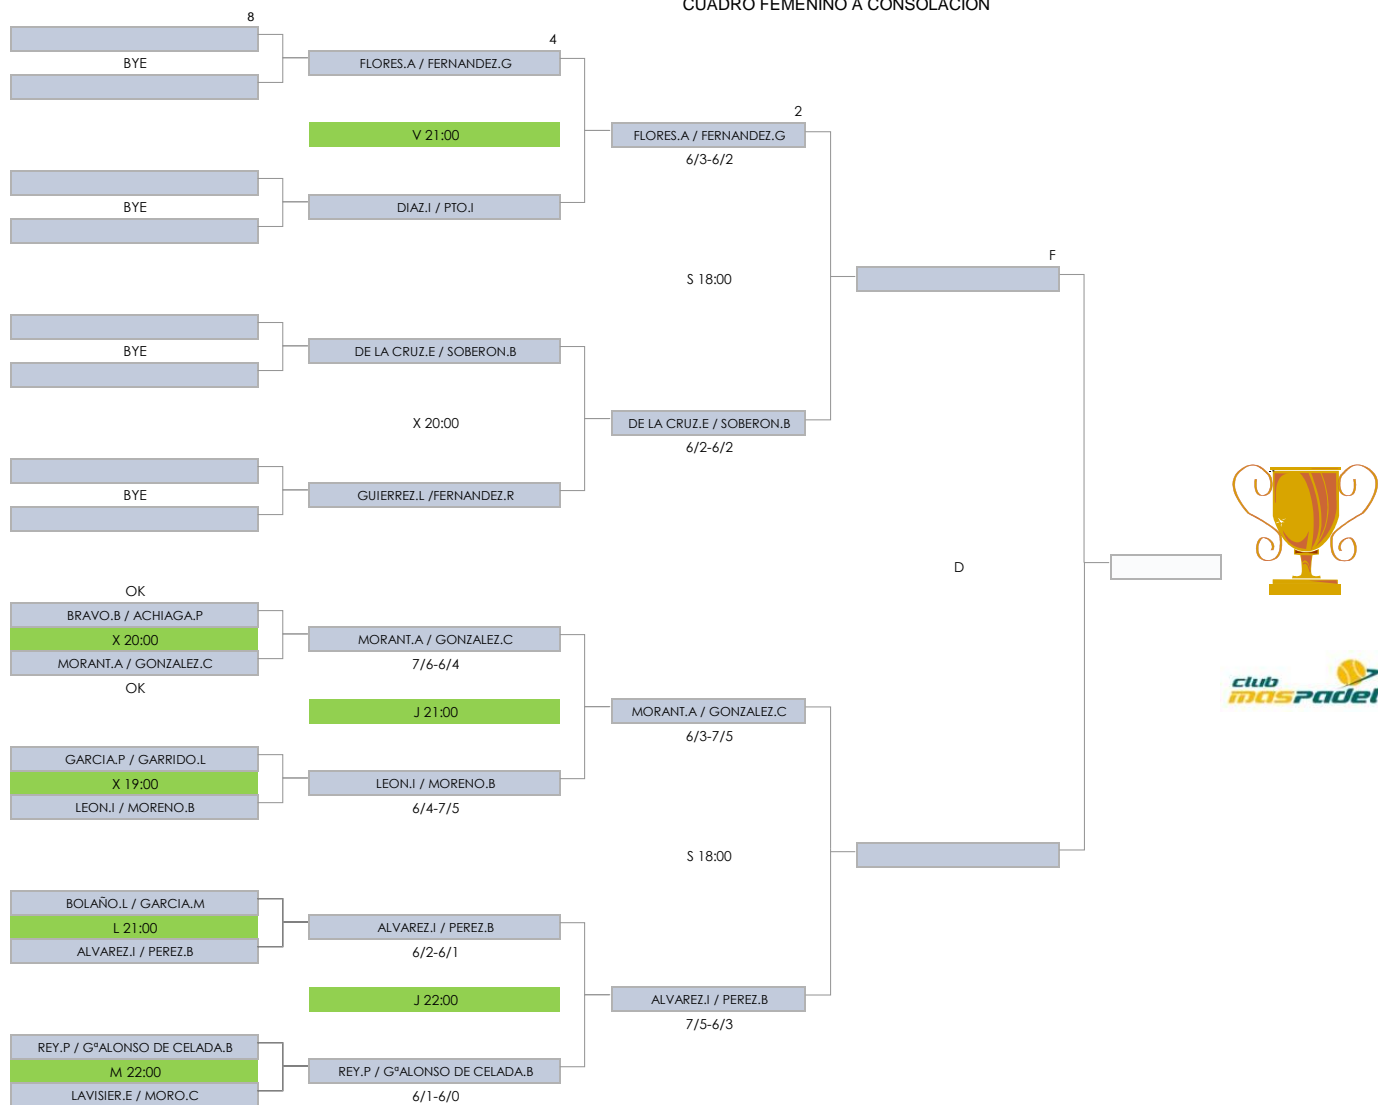 CUADRO FEMENINO A CONSOLACION
8
4
BYE
FLORES.A / FERNANDEZ.G
2
V 21:00
FLORES.A / FERNANDEZ.G
6/3-6/2
BYE
DIAZ.I / PTO.I
F
S 18:00
BYE
DE LA CRUZ.E / SOBERON.B
X 20:00
DE LA CRUZ.E / SOBERON.B
6/2-6/2
BYE
GUIERREZ.L /FERNANDEZ.R
D
OK
BRAVO.B / ACHIAGA.P
X 20:00
MORANT.A / GONZALEZ.C
OK
MORANT.A / GONZALEZ.C
7/6-6/4
J 21:00
MORANT.A / GONZALEZ.C
6/3-7/5
club
maspadel
GARCIA.P / GARRIDO.L
X 19:00
LEON.I / MORENO.B
LEON.I / MORENO.B
6/4-7/5
S 18:00
BOLAÑO.L / GARCIA.M
L 21:00
ALVAREZ.I / PEREZ.B
ALVAREZ.I / PEREZ.B
6/2-6/1
J 22:00
ALVAREZ.I / PEREZ.B
7/5-6/3
REY.P / GªALONSO DE CELADA.B
M 22:00
LAVISIER.E / MORO.C
REY.P / GªALONSO DE CELADA.B
6/1-6/0